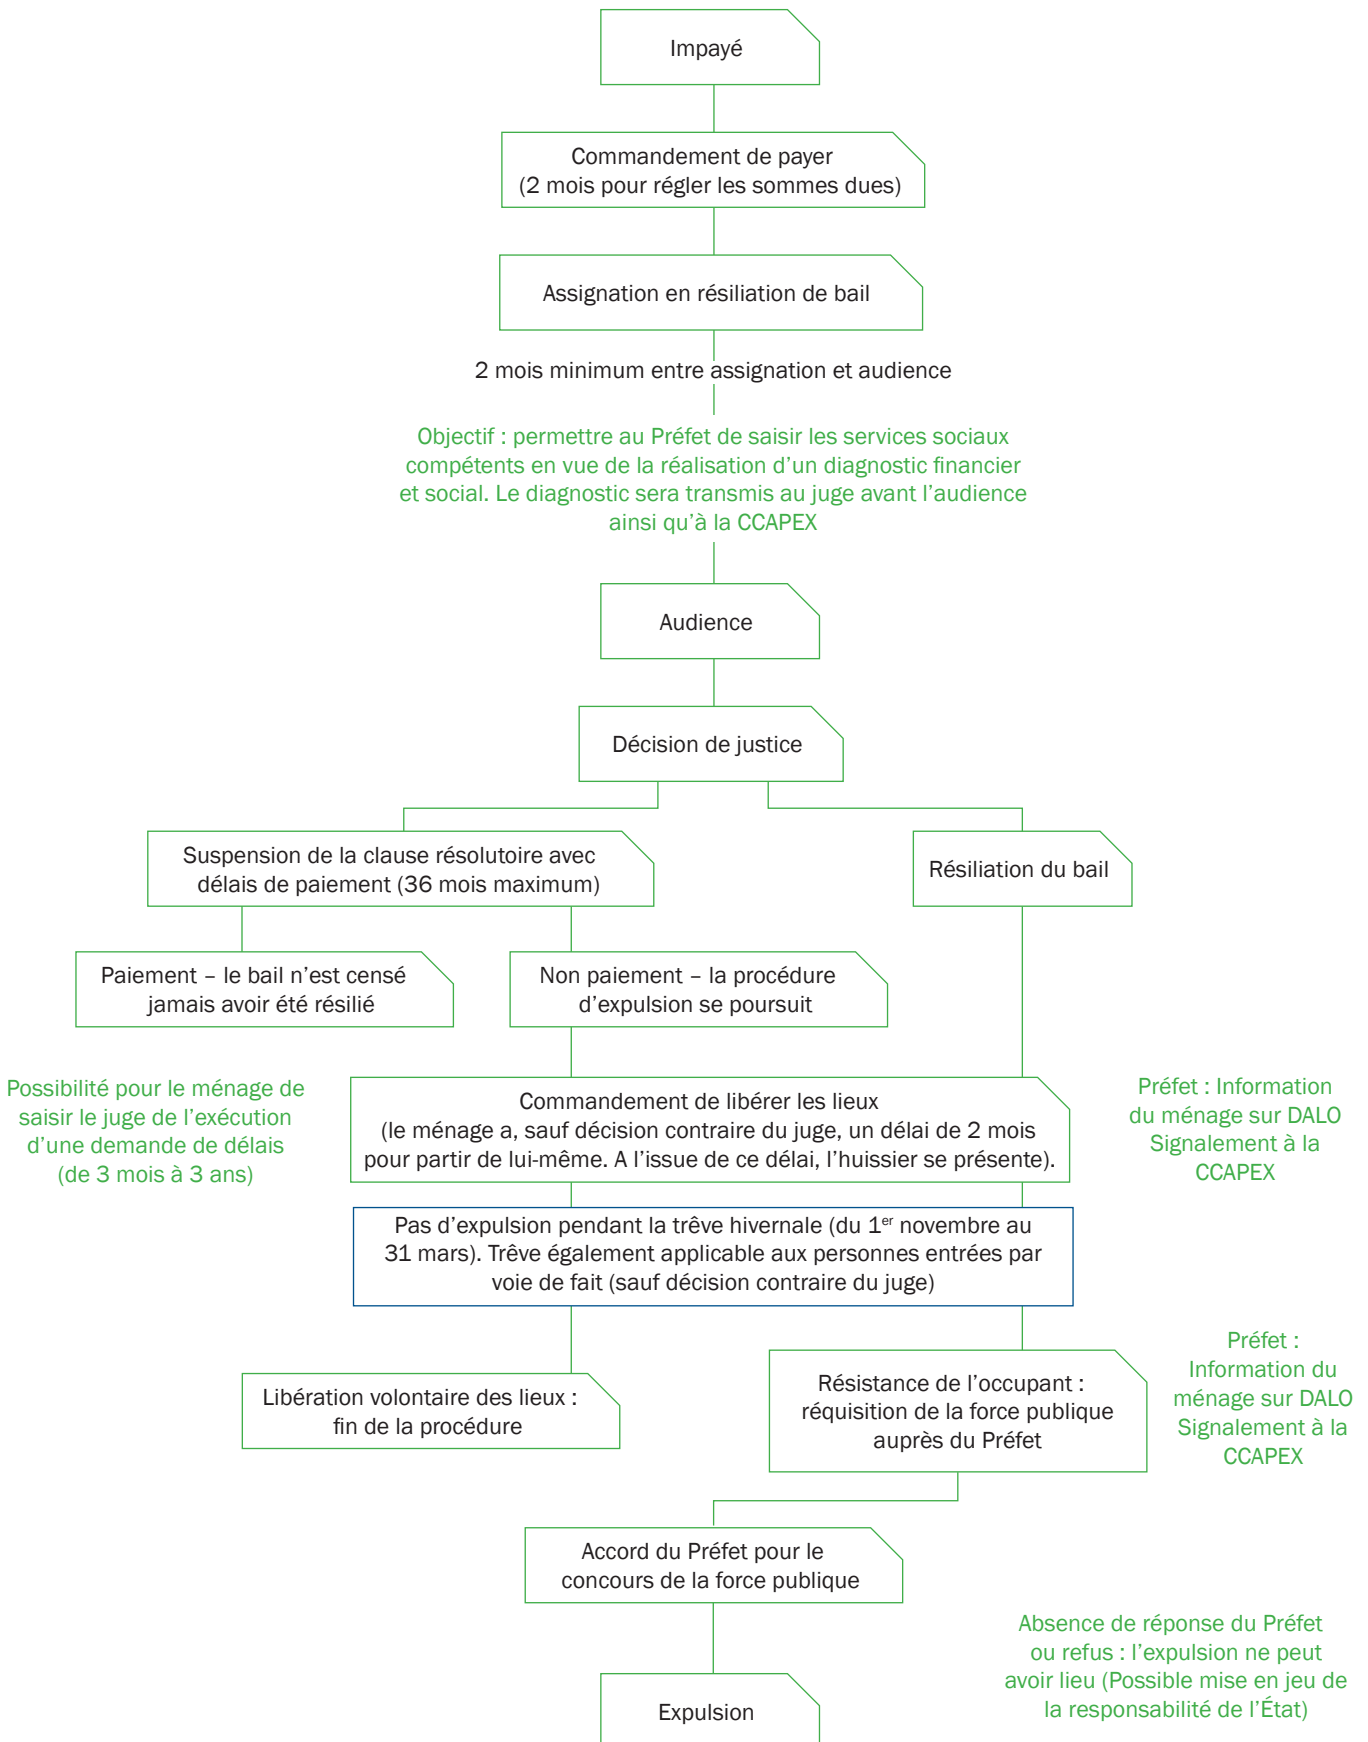 Impayé
Commandement de payer
(2 mois pour régler les sommes dues)
Assignation en résiliation de bail
2 mois minimum entre assignation et audience
Objectif : permettre au Préfet de saisir les services sociaux
compétents en vue de la réalisation d’un diagnostic financier
et social. Le diagnostic sera transmis au juge avant l’audience
ainsi qu’à la CCAPEX
Audience
Décision de justice
Suspension de la clause résolutoire avec
délais de paiement (36 mois maximum)
Résiliation du bail
Paiement – le bail n’est censé
jamais avoir été résilié
Non paiement – la procédure
d’expulsion se poursuit
Possibilité pour le ménage de
saisir le juge de l’exécution
d’une demande de délais
(de 3 mois à 3 ans)
Commandement de libérer les lieux
(le ménage a, sauf décision contraire du juge, un délai de 2 mois
pour partir de lui-même. A l’issue de ce délai, l’huissier se présente).
Préfet : Information
du ménage sur DALO
Signalement à la
CCAPEX
Pas d’expulsion pendant la trêve hivernale (du 1er novembre au
31 mars). Trêve également applicable aux personnes entrées par
voie de fait (sauf décision contraire du juge)
Libération volontaire des lieux :
fin de la procédure
Résistance de l’occupant :
réquisition de la force publique
auprès du Préfet
Préfet :
Information du
ménage sur DALO
Signalement à la
CCAPEX
Accord du Préfet pour le
concours de la force publique
Absence de réponse du Préfet
ou refus : l’expulsion ne peut
avoir lieu (Possible mise en jeu de
la responsabilité de l’État)
Expulsion